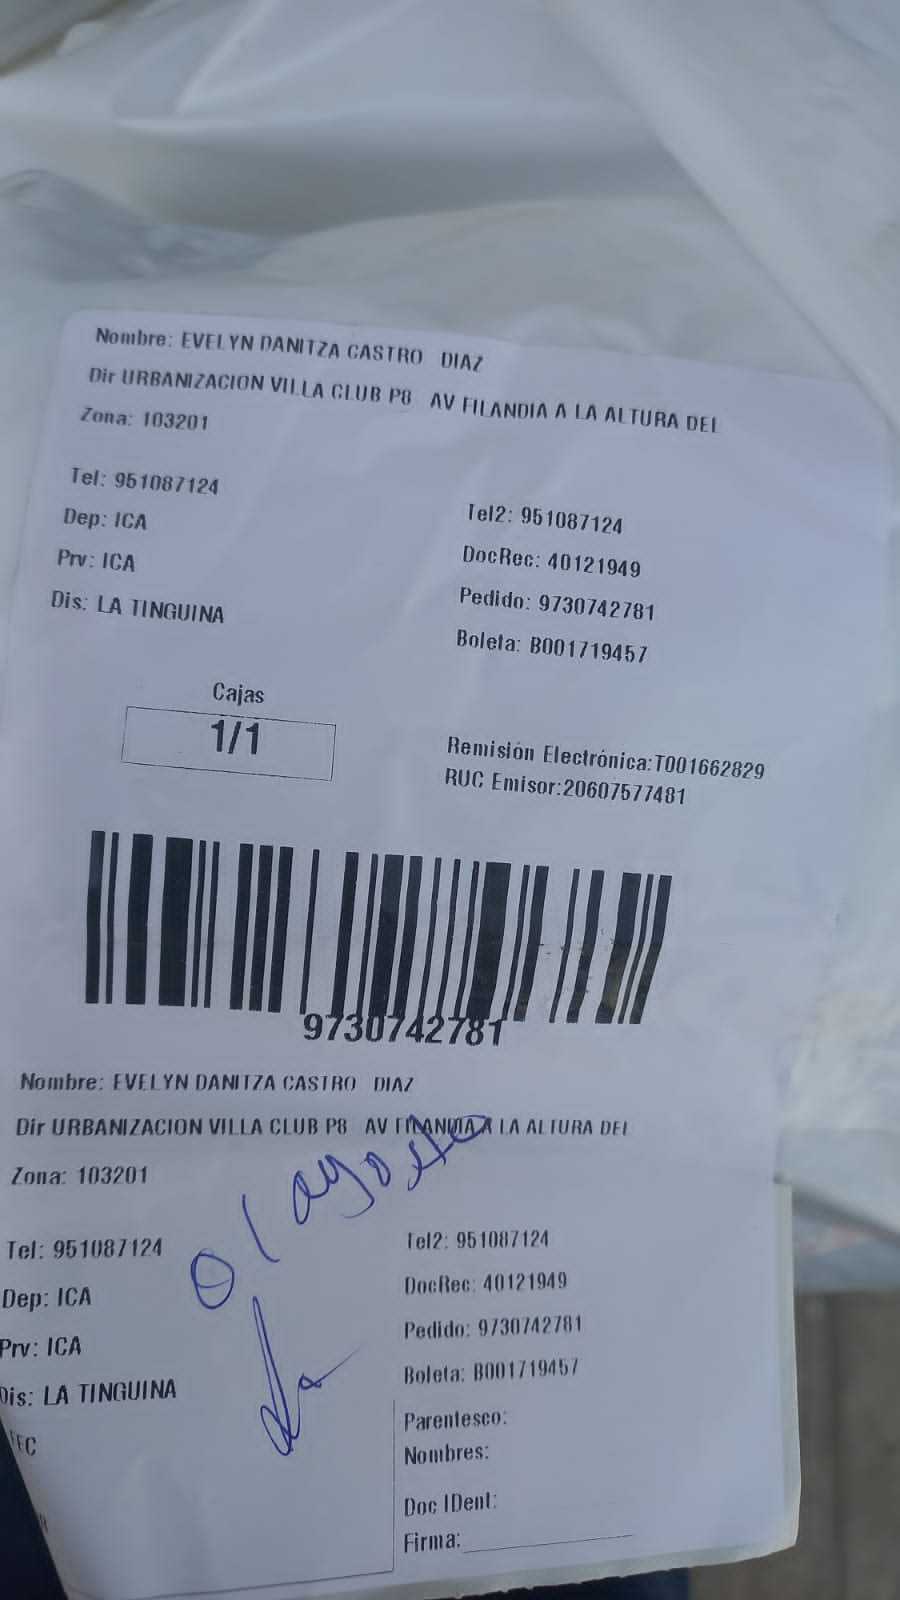 Nombre: EVELYN DANITZA CASTRO DIAZ
Dir URBANIZACION VILLA CLUB P8 AV FILANDIA A LA ALTURA DEL
Zona: 103201
Tel: 951087124
Tel2: 951087124
Dep: ICA
DocRec: 40121949
Prv: ICA
Pedido: 9730742781
Dis: LA TINGUINA
Boleta: B001719457
Cajas
1/1
Remisión Electrónica:T001662829
RUC Emisor:20607577481
9730742781
Nombre: EVELYN DANITZA CASTRO DIAZ
Dir URBANIZACION VILLA CLUB P8 AV FILANDIA A LA ALTURA DEL
Zona: 103201
01 agosto
Tel: 951087124
Tel2: 951087124
Dep: ICA
DocRec: 40121949
Prv: ICA
Pedido: 9730742781
Dis: LA TINGUINA
Boleta: B001719457
Parentesco:
Nombres:
Doc IDent:
Firma: